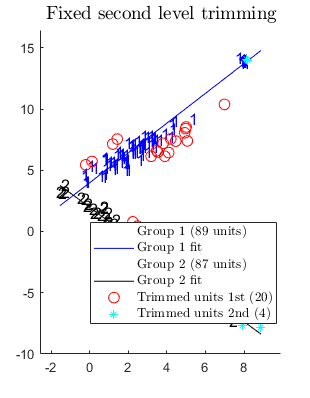 Fixed second level trimming
15
10
5
0
-5
-10
-2
0
2
4
6
8
Group 1 (89 units)
Group 1 fit
Group 2 (87 units)
Group 2 fit
Trimmed units 1st (20)
Trimmed units 2nd (4)